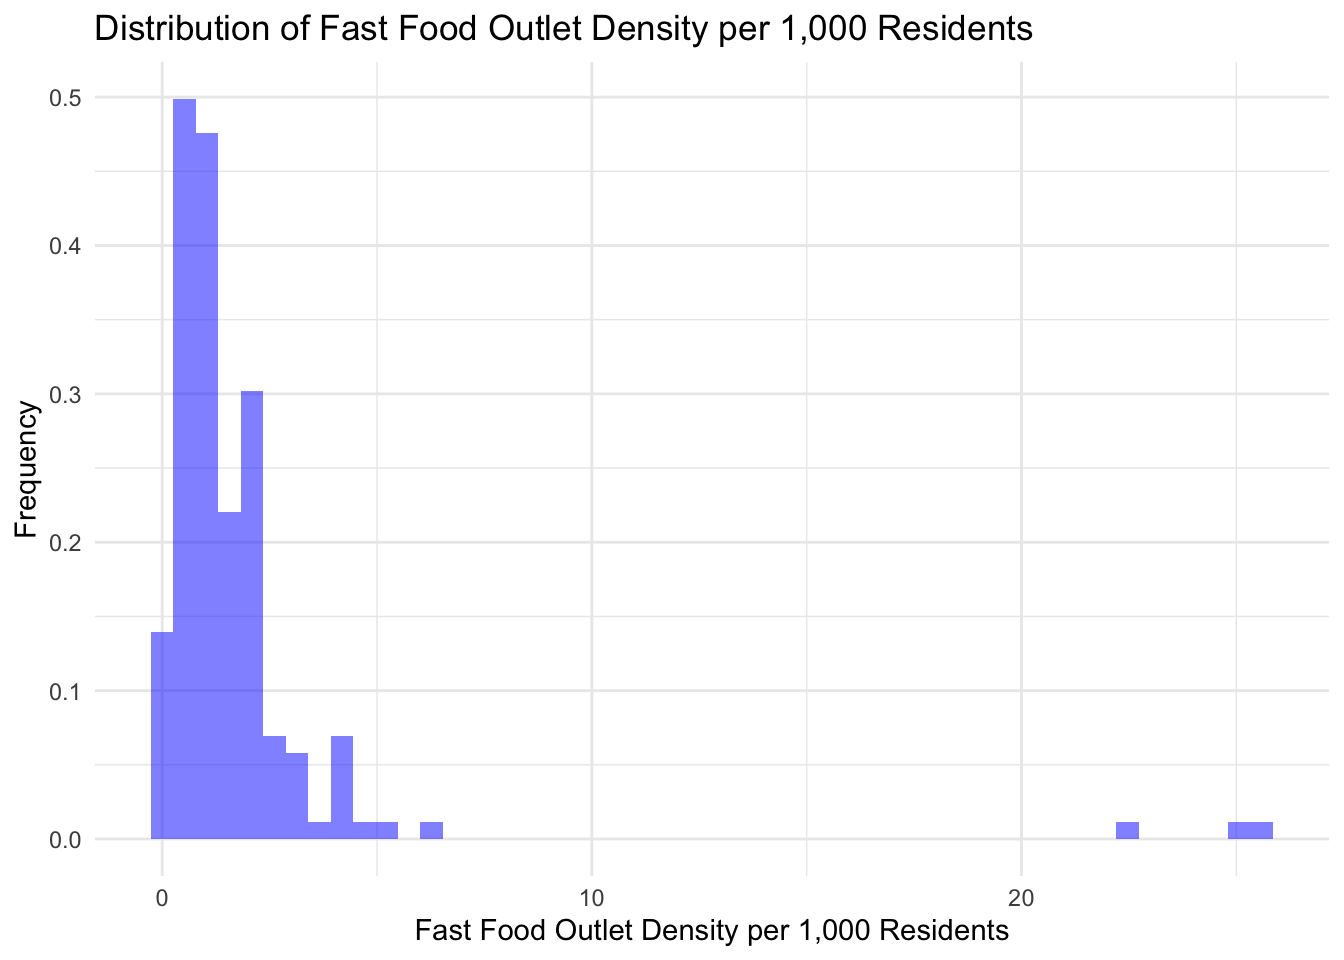 Distribution of Fast Food Outlet Density per 1,000 Residents
0.5
0.4
0.3
0.2
0.1
0.0
Frequency
0 10 20
Fast Food Outlet Density per 1,000 Residents